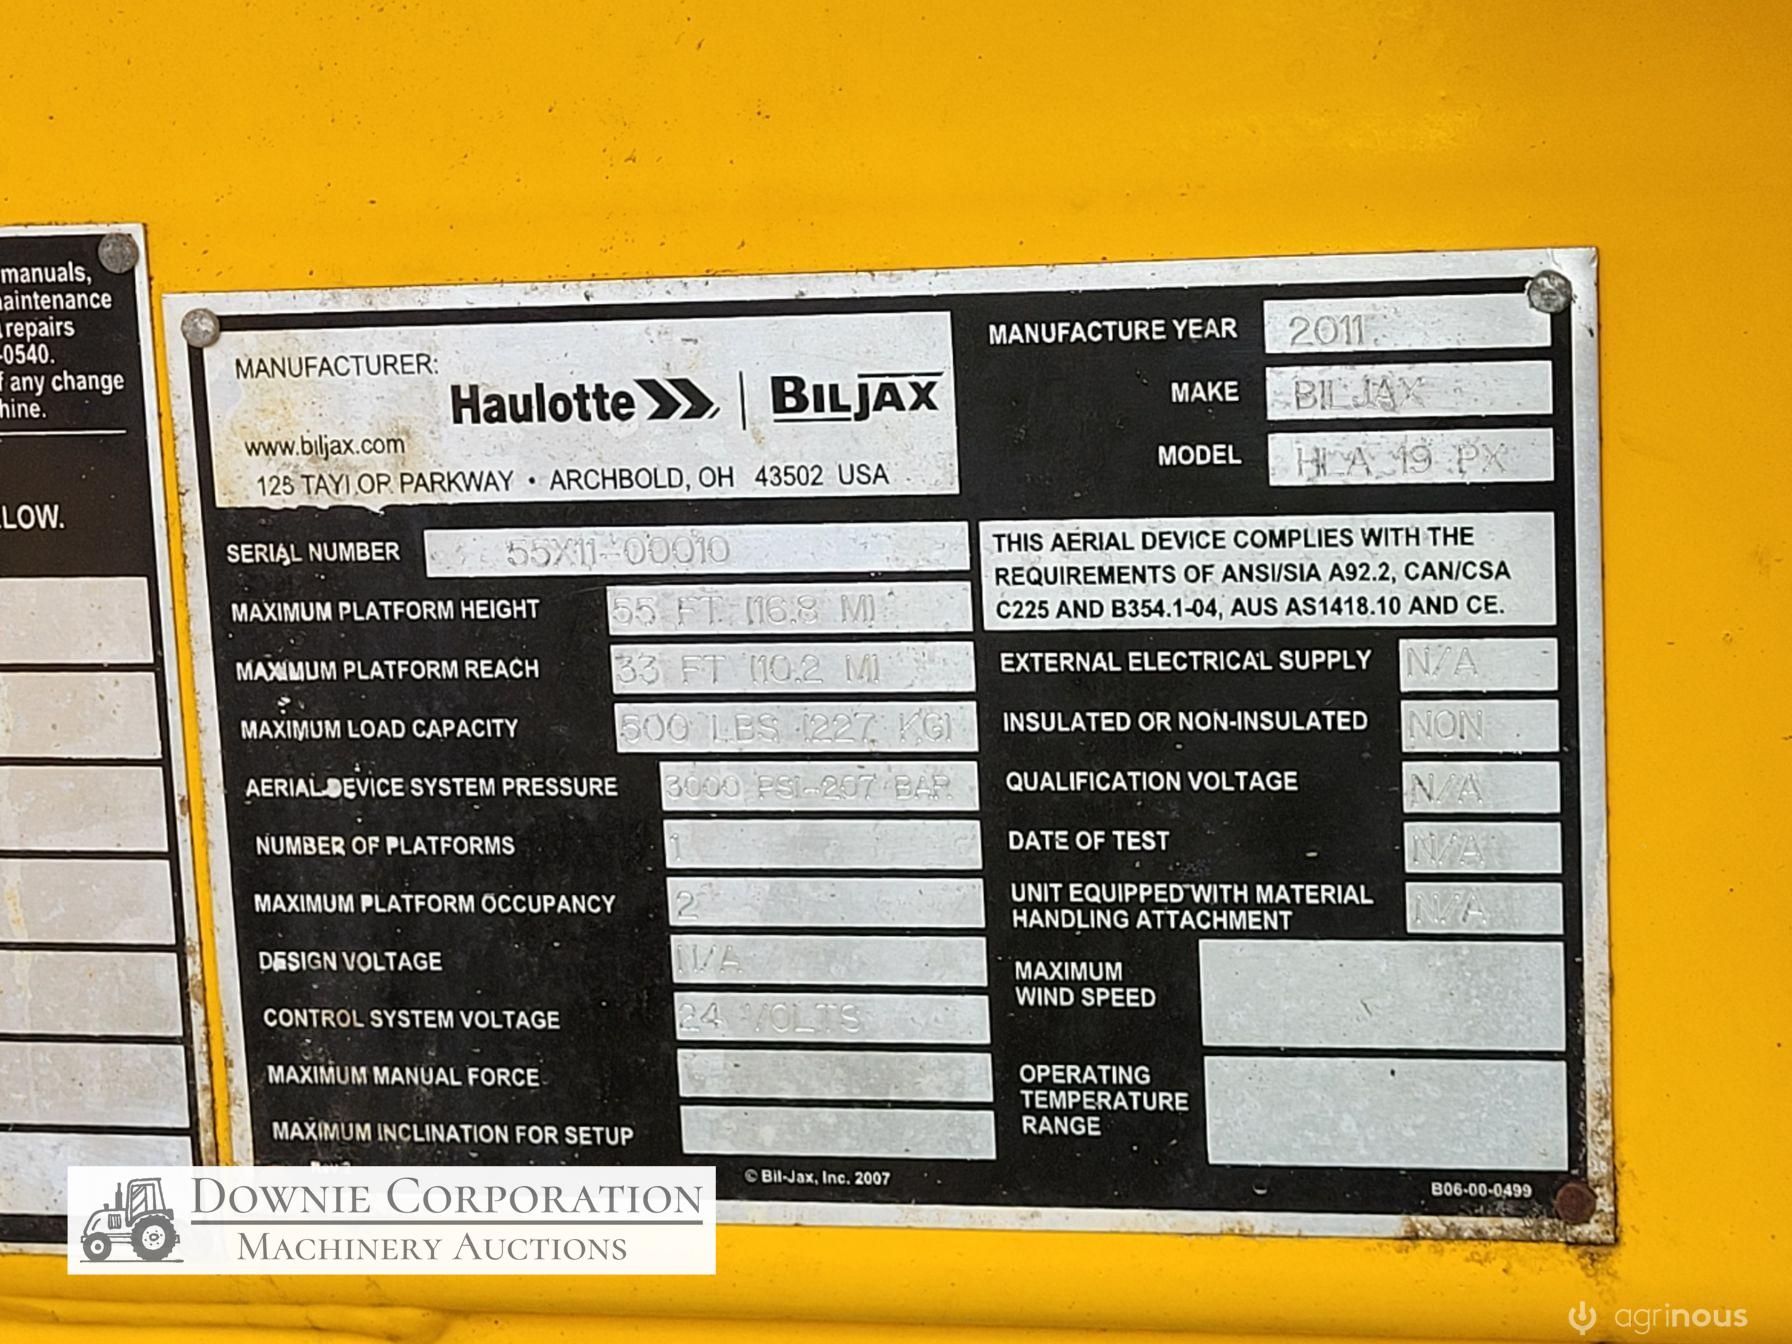 manuals,
repairs
-0540.
f any change
hine.
LOW.
MANUFACTURER:
Haulotte | BILJAX
www.biljax.com
125 TAYLOR PARKWAY • ARCHBOLD, OH 43502 USA
MANUFACTURE YEAR 2011
MAKE BILJAX
MODEL HLA 19 PX
SERIAL NUMBER 55X11-00010
MAXIMUM PLATFORM HEIGHT 55 FT (16.8 M)
MAXIMUM PLATFORM REACH 33 FT (10.2 M)
MAXIMUM LOAD CAPACITY 500 LBS (227 KG)
AERIAL DEVICE SYSTEM PRESSURE 3000 PSI-207 BAR
NUMBER OF PLATFORMS 1
MAXIMUM PLATFORM OCCUPANCY 2
DESIGN VOLTAGE N/A
CONTROL SYSTEM VOLTAGE 24 VOLTS
MAXIMUM MANUAL FORCE
MAXIMUM INCLINATION FOR SETUP
THIS AERIAL DEVICE COMPLIES WITH THE
REQUIREMENTS OF ANSI/SIA A92.2, CAN/CSA
C225 AND B354.1-04, AUS AS1418.10 AND CE.
EXTERNAL ELECTRICAL SUPPLY N/A
INSULATED OR NON-INSULATED NON
QUALIFICATION VOLTAGE N/A
DATE OF TEST N/A
UNIT EQUIPPED WITH MATERIAL
HANDLING ATTACHMENT N/A
MAXIMUM
WIND SPEED
OPERATING
TEMPERATURE
RANGE
© Bil-Jax, Inc. 2007
B06-00-0499
DOWNIE CORPORATION
MACHINERY AUCTIONS
agrinous